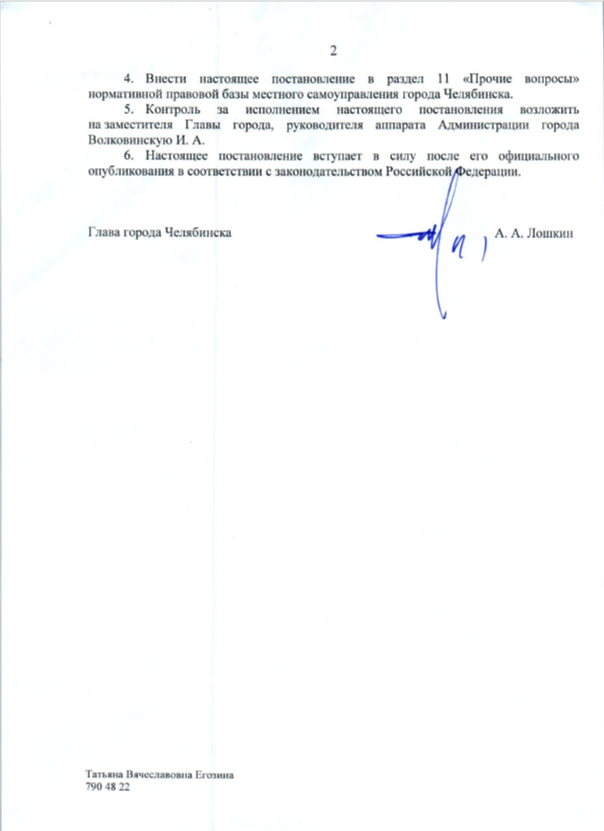 2
4. Внести настоящее постановление в раздел 11 «Прочие вопросы»
нормативной правовой базы местного самоуправления города Челябинска.
5. Контроль за исполнением настоящего постановления возложить
на заместителя Главы города, руководителя аппарата Администрации города
Волковинскую И. А.
6. Настоящее постановление вступает в силу после его официального
опубликования в соответствии с законодательством Российской Федерации.
Глава города Челябинска А. А. Лошкин
Татьяна Вячеславовна Егозина
790 48 22